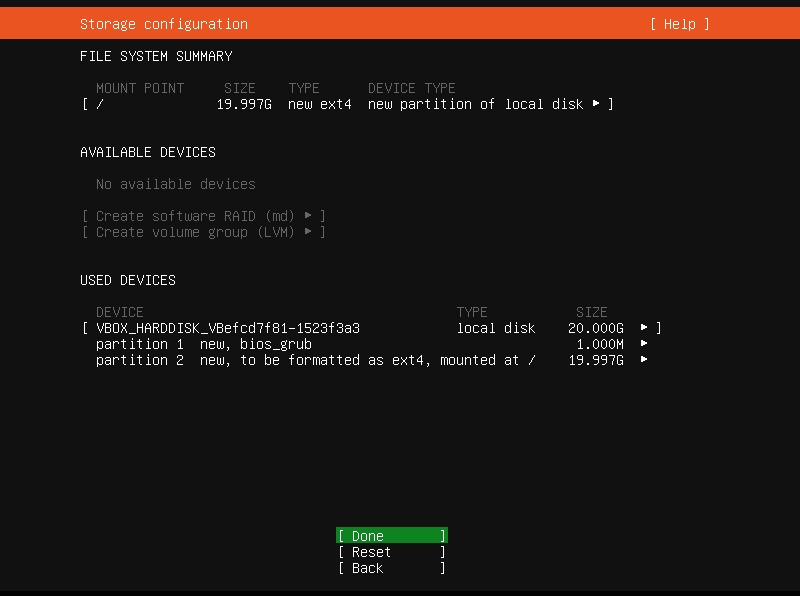 Storage configuration [ Help ]
FILE SYSTEM SUMMARY
MOUNT POINT SIZE TYPE DEVICE TYPE
[ / 19.997G new ext4 new partition of local disk ▸ ]
AVAILABLE DEVICES
No available devices
[ Create software RAID (md) ▸ ]
[ Create volume group (LVM) ▸ ]
USED DEVICES
DEVICE TYPE SIZE
[ VBOX_HARDDISK_VBefcd7f81-1523f3a3 local disk 20.000G ▸ ]
partition 1 new, bios_grub 1.000M ▸
partition 2 new, to be formatted as ext4, mounted at / 19.997G ▸
[ Done ]
[ Reset ]
[ Back ]